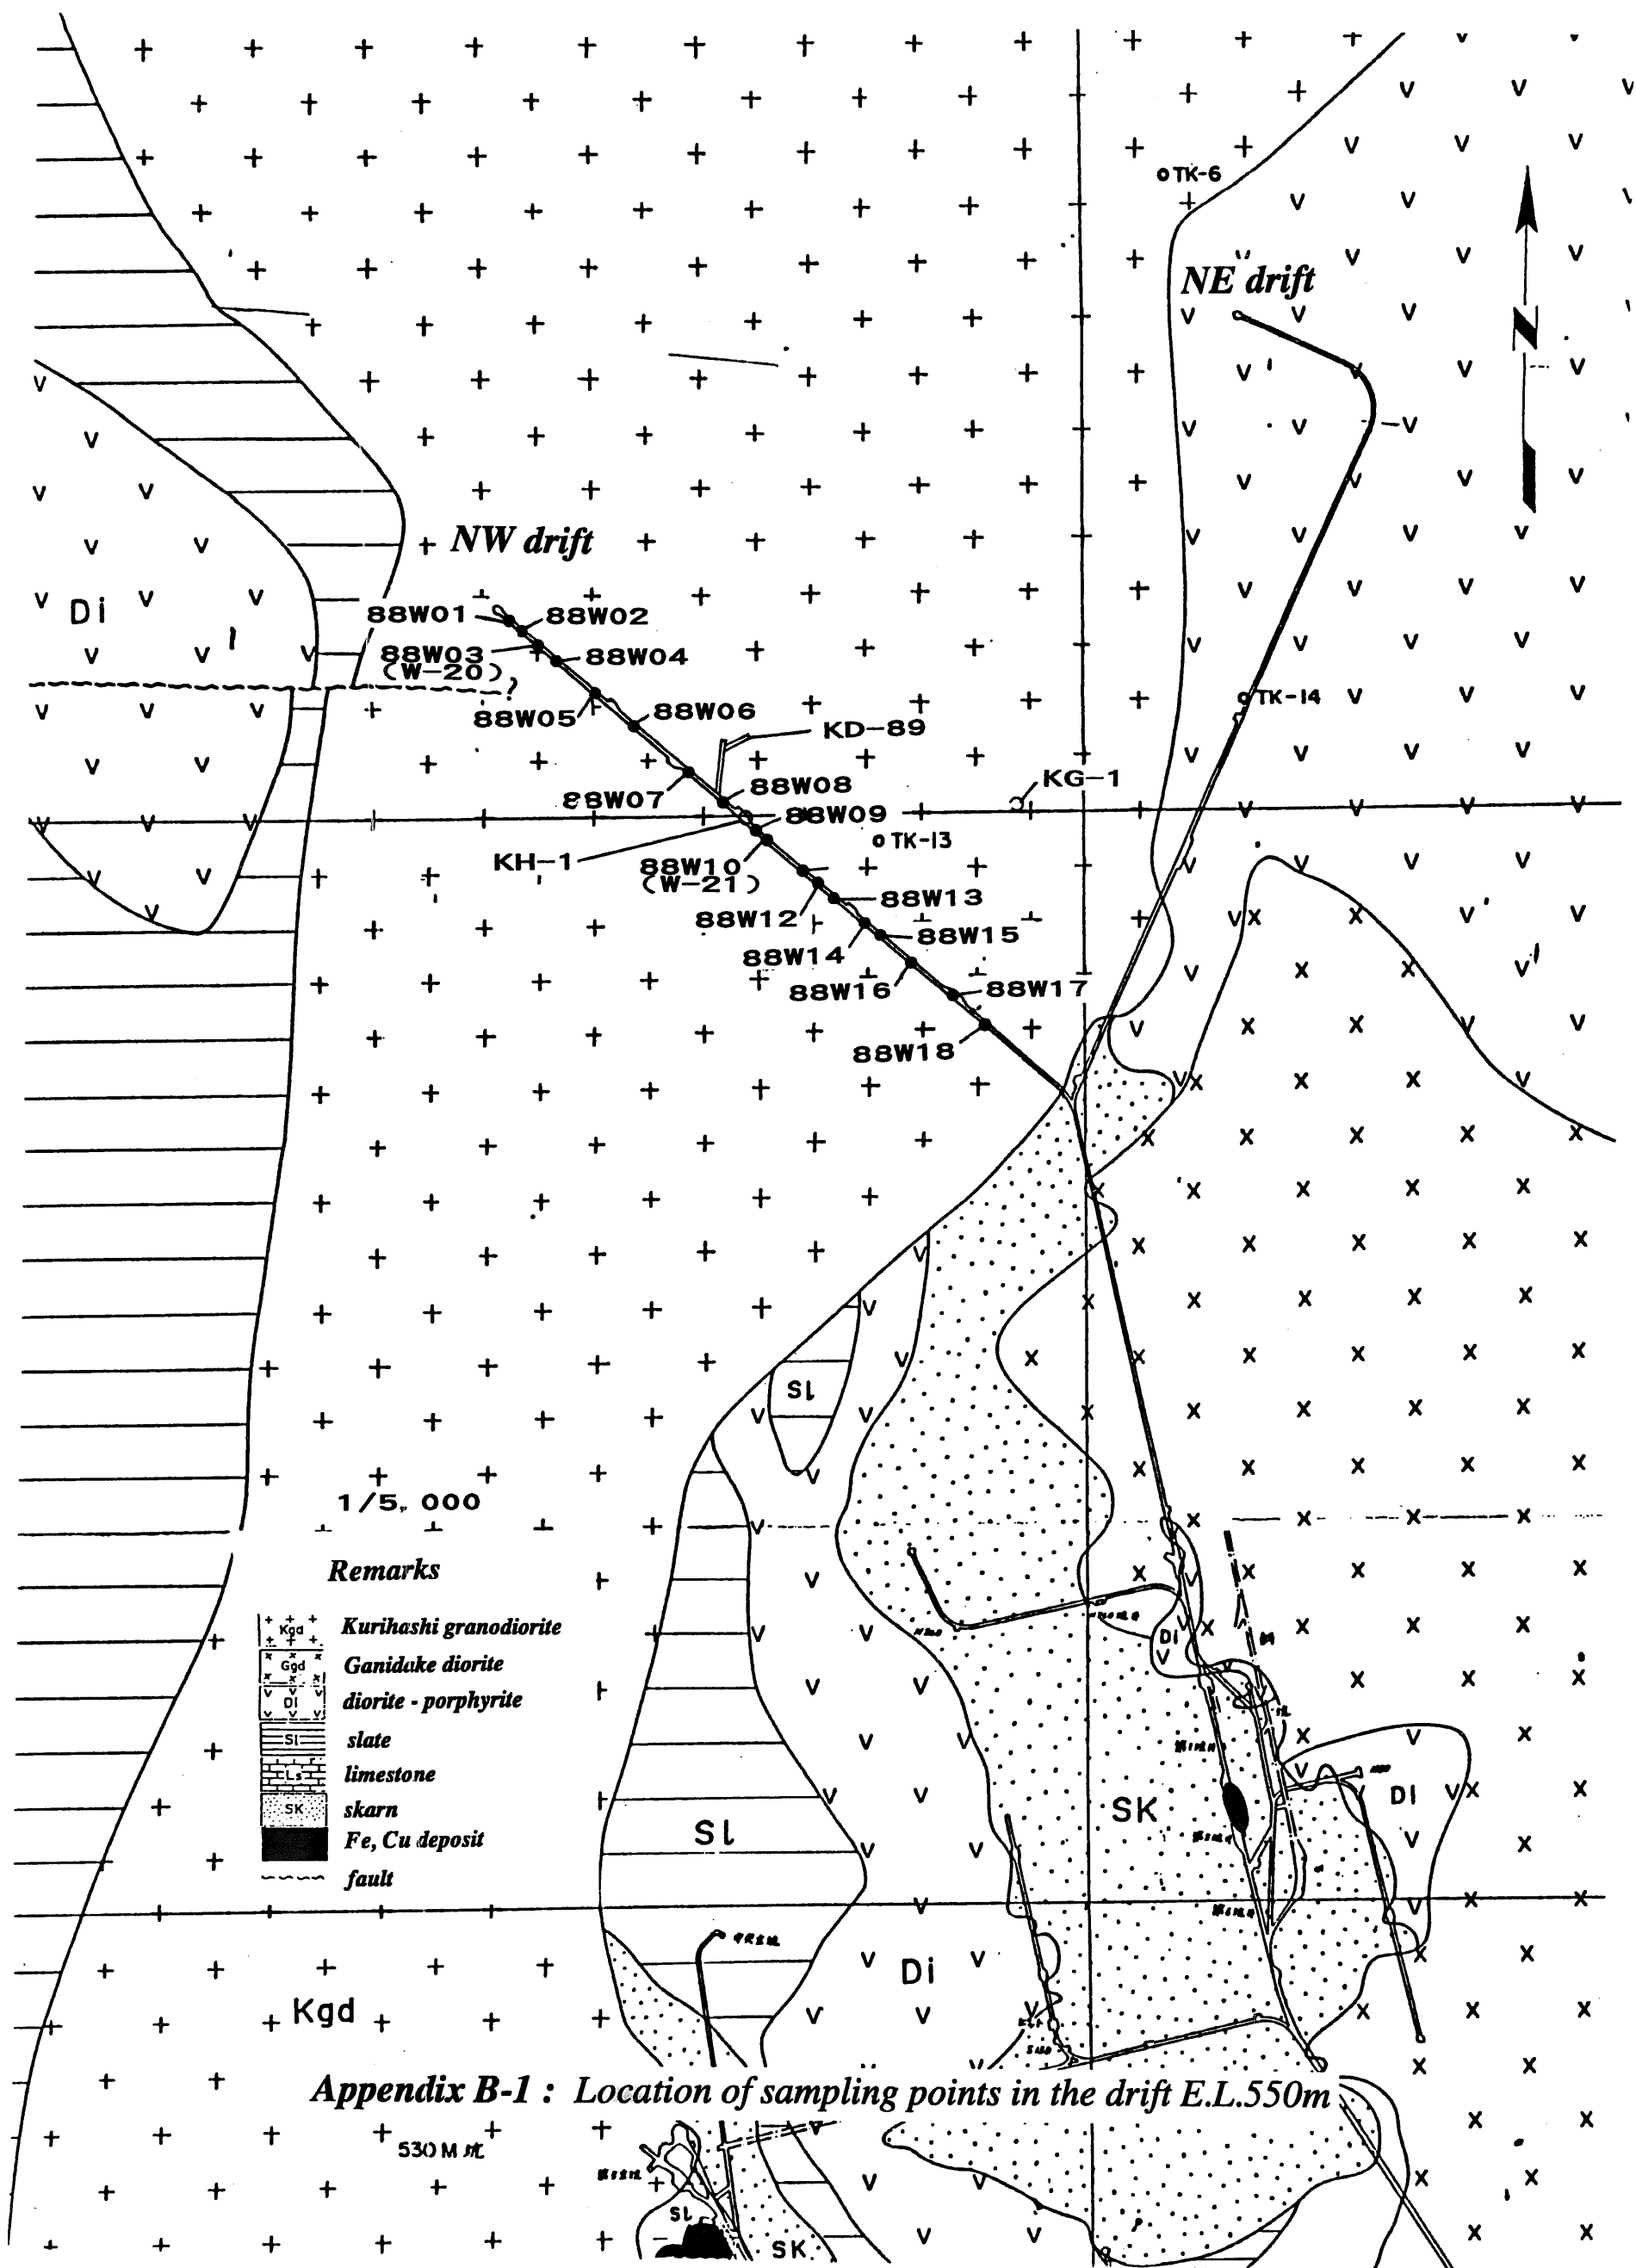 TK-6
NE drift
N
NW drift
Di
88W01
88W02
88W03
(W-20)
88W04
?
88W05
88W06
TK-14
KD-89
KG-1
88W07
88W08
88W09
TK-13
KH-1
88W10
(W-21)
88W12
88W13
88W14
88W15
88W16
88W17
88W18
Sl
1/5,000
Remarks
Kgd Kurihashi granodiorite
Ggd Ganidake diorite
DI diorite - porphyrite
Sl slate
Ls limestone
SK skarn
Fe, Cu deposit
fault
Di
Sl
SK
DI
Di
Kgd
Appendix B-1 : Location of sampling points in the drift E.L.550m
530 M 坑
SL
SK